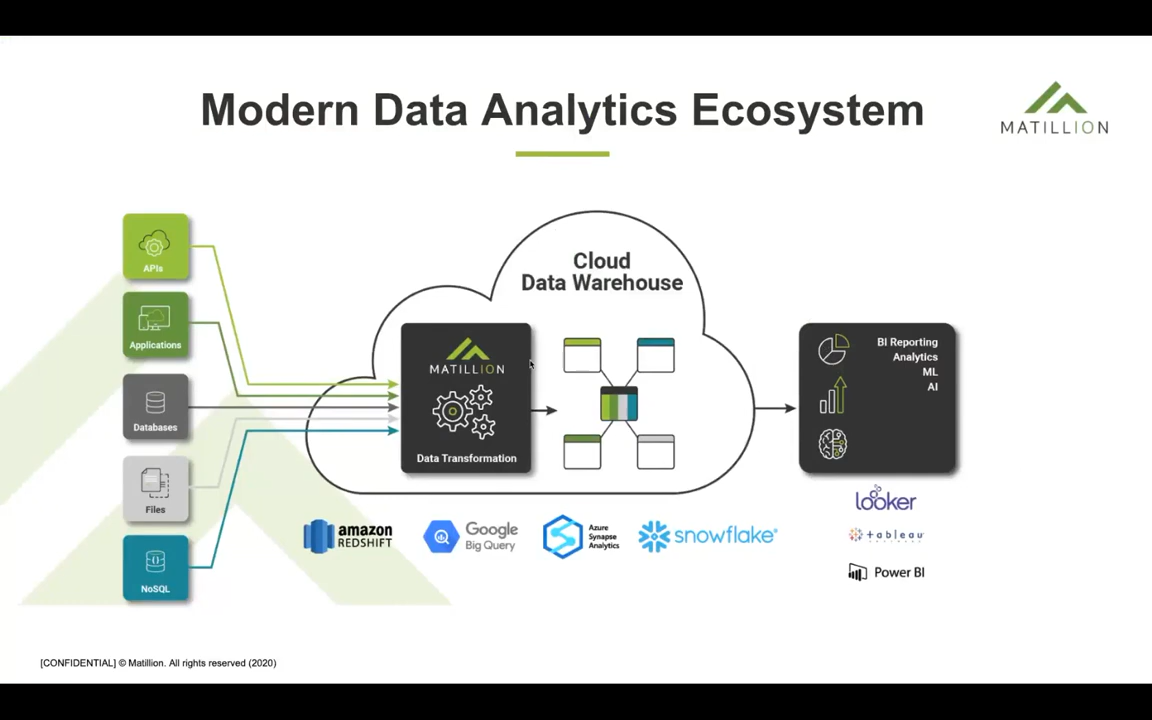 Modern Data Analytics Ecosystem
MATILLION
APIs
Applications
Databases
Files
NoSQL
Cloud
Data Warehouse
MATILLION
Data Transformation
BI Reporting
Analytics
ML
AI
amazon
REDSHIFT
Google
Big Query
Azure
Synapse
Analytics
snowflake®
looker
tableau
Power BI
[CONFIDENTIAL] © Matillion. All rights reserved (2020)